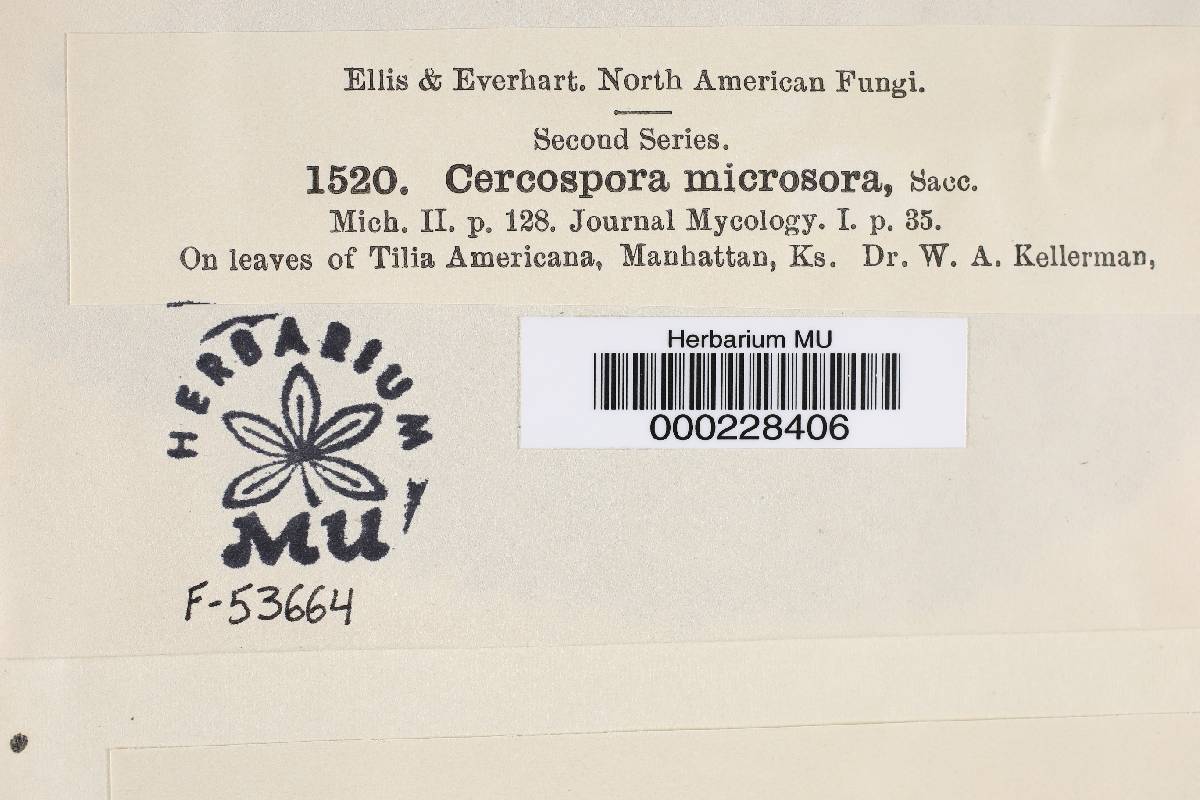 Ellis & Everhart. North American Fungi.
Second Series.
1520. Cercospora microsora, Sacc.
Mich. II. p. 128. Journal Mycology. I. p. 35.
On leaves of Tilia Americana, Manhattan, Ks. Dr. W. A. Kellerman,
HERBARIUM
MU
Herbarium MU
000228406
F-53664